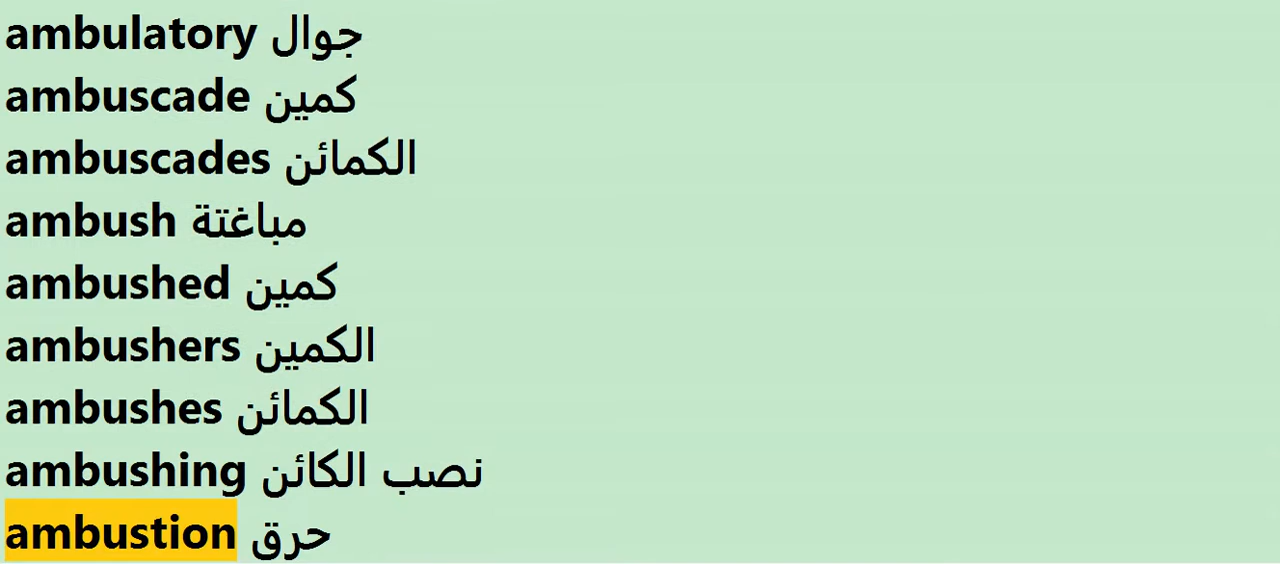 ambulatory جوال
ambuscade كمين
ambuscades الكمائن
ambush مباغتة
ambushed كمين
ambushers الكمين
ambushes الكمائن
ambushing نصب الكائن
ambustion حرق